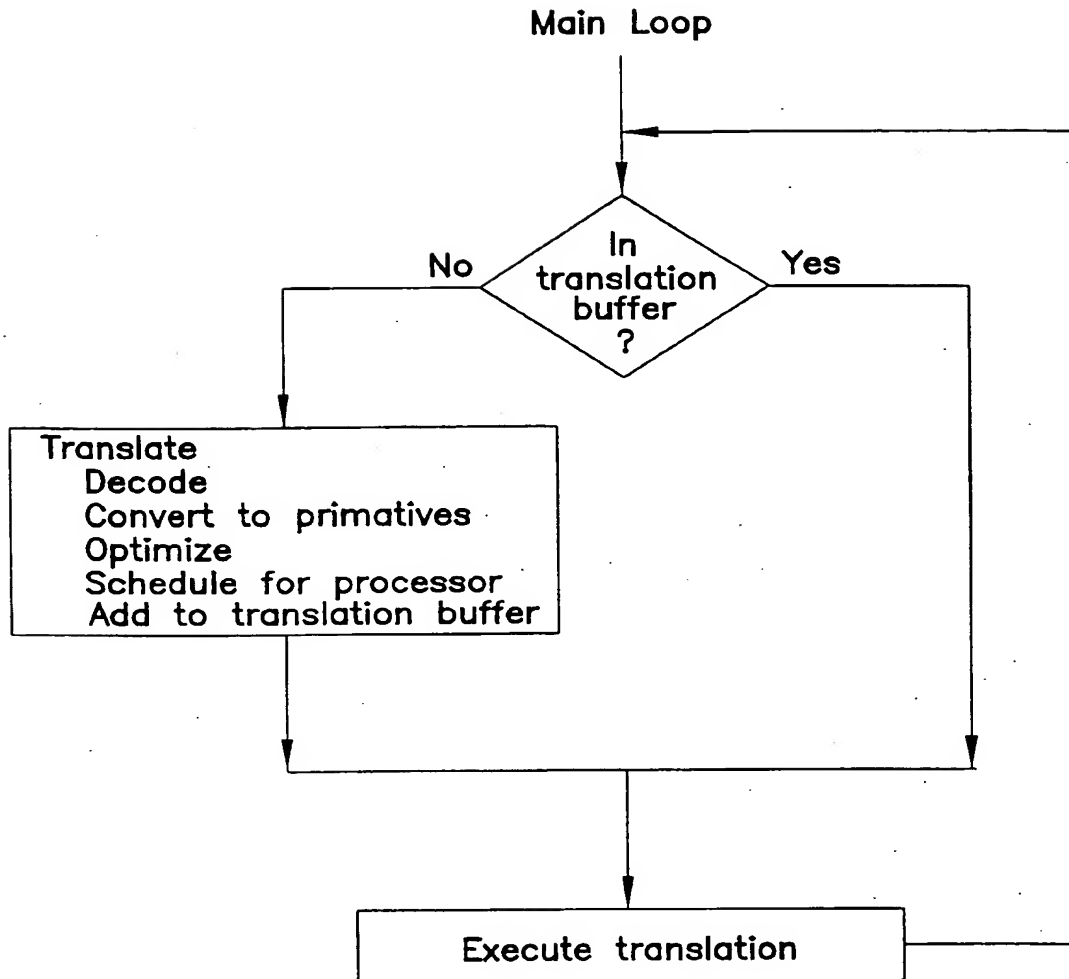 Main Loop
In
translation
buffer
?
No
Yes
Translate
Decode
Convert to primatives
Optimize
Schedule for processor
Add to translation buffer
Execute translation